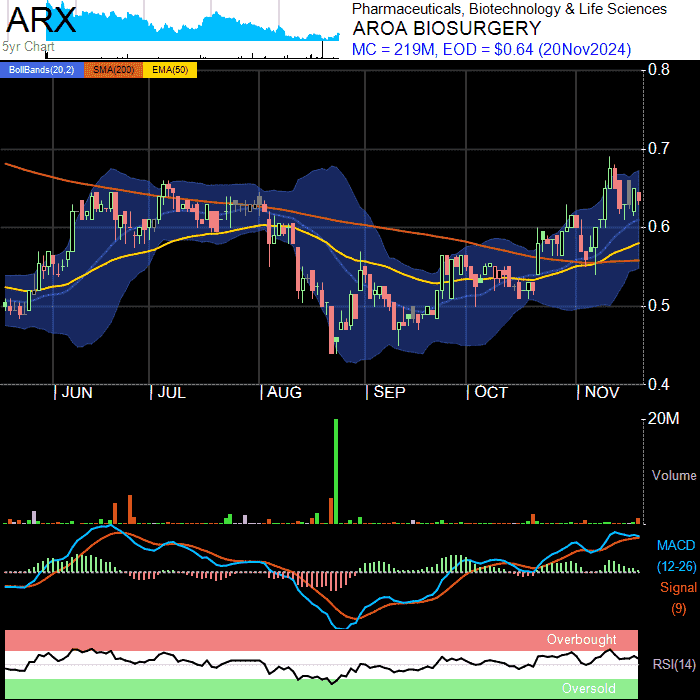 ARX
5yr Chart
Pharmaceuticals, Biotechnology & Life Sciences
AROA BIOSURGERY
MC = 219M, EOD = $0.64 (20Nov2024)
BollBands(20,2) SMA(200) EMA(50)
0.8
0.7
0.6
0.5
0.4
JUN JUL AUG SEP OCT NOV
20M
Volume
MACD
(12-26)
Signal
(9)
Overbought
RSI(14)
Oversold